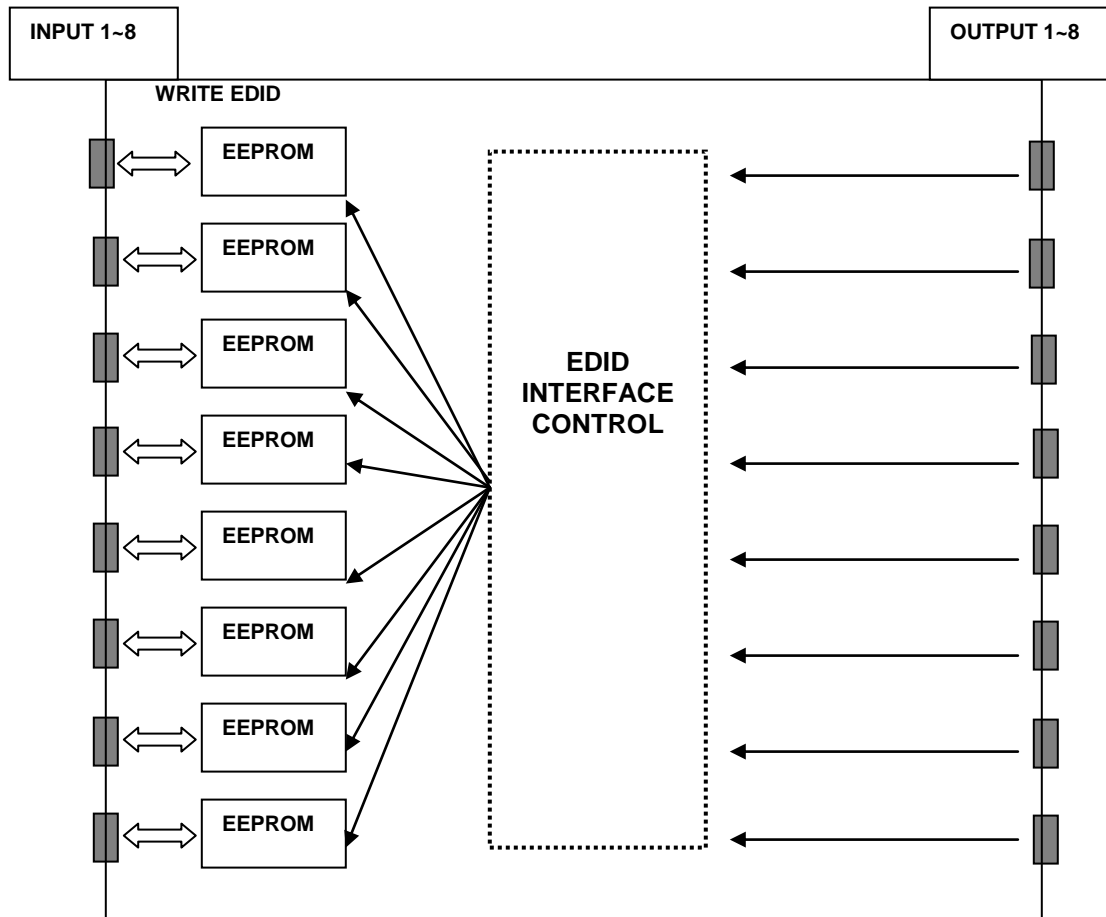 INPUT 1~8
OUTPUT 1~8
WRITE EDID
EEPROM
EEPROM
EEPROM
EDID
INTERFACE
CONTROL
EEPROM
EEPROM
EEPROM
EEPROM
EEPROM